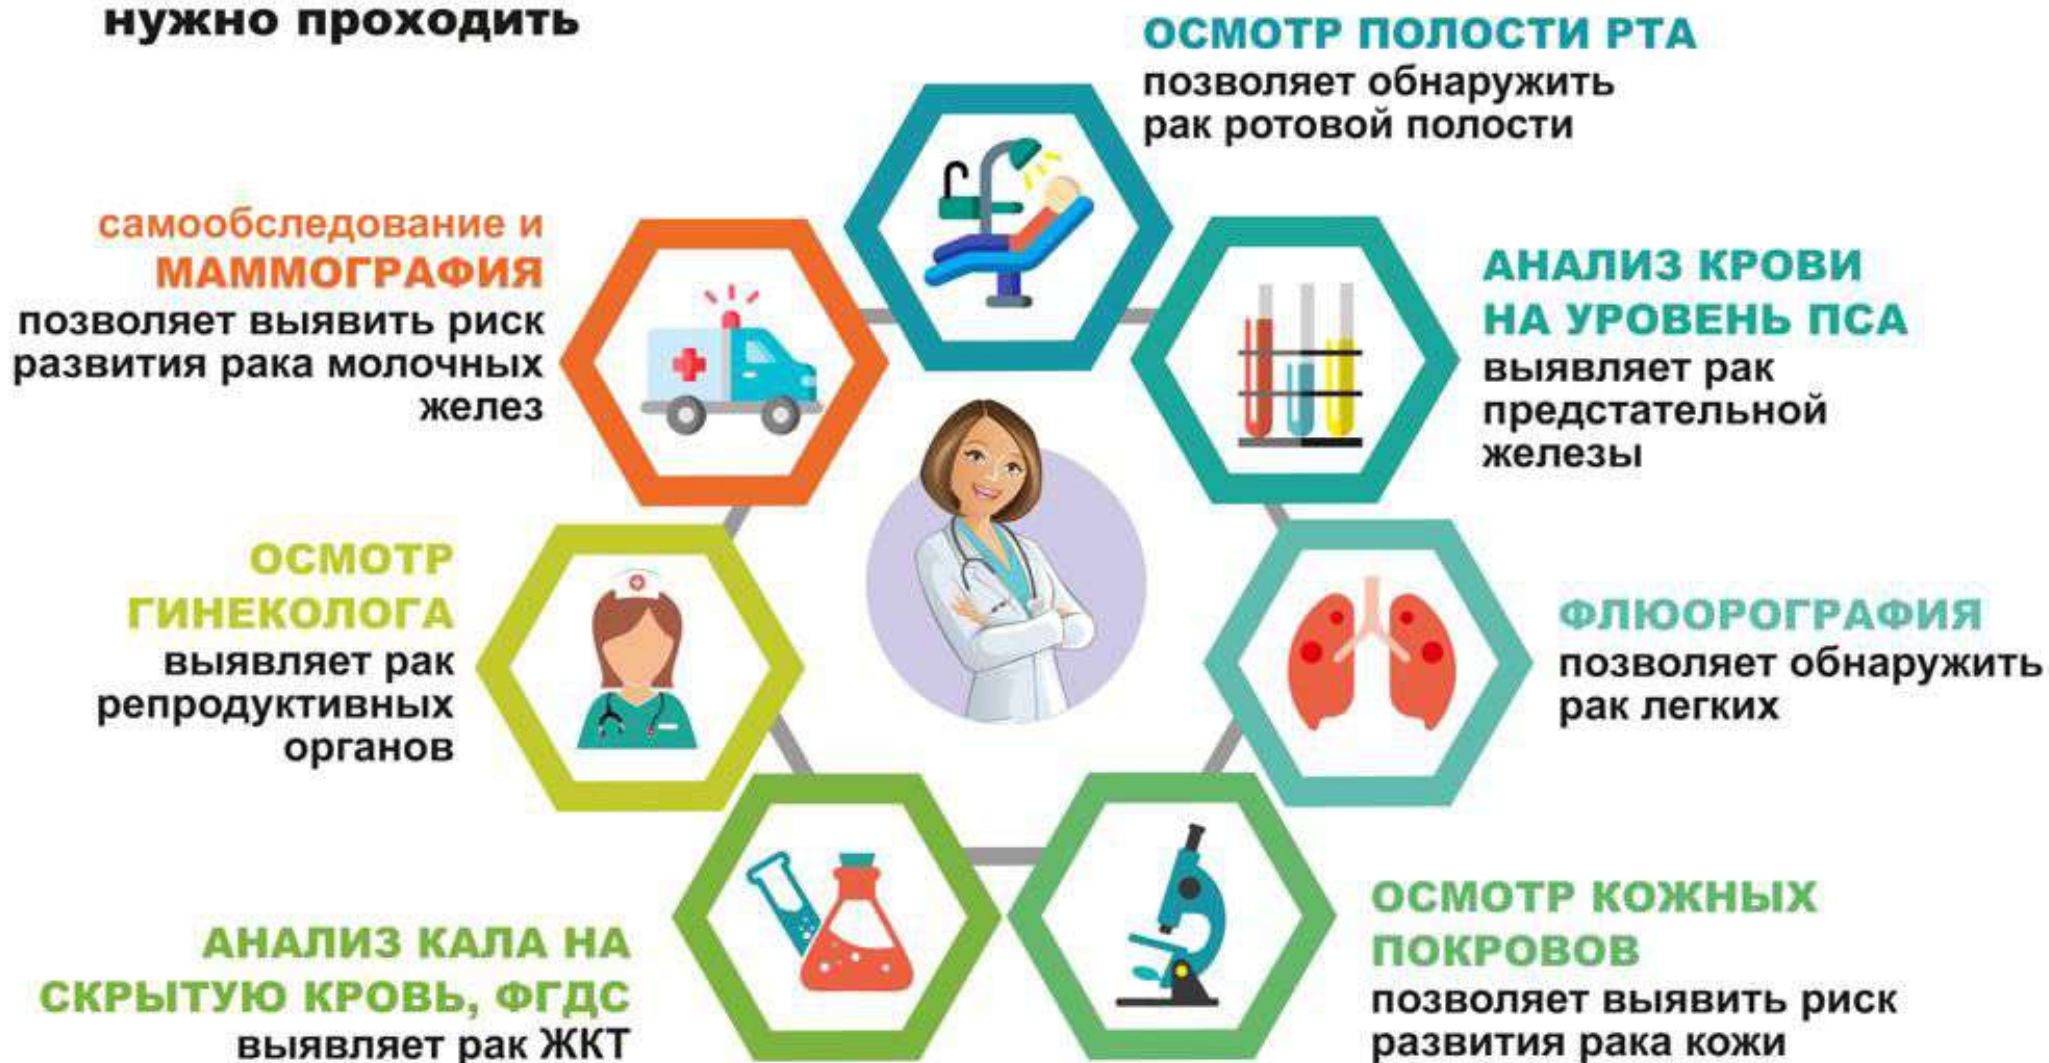 нужно проходить
ОСМОТР ПОЛОСТИ РТА
позволяет обнаружить
рак ротовой полости
самообследование и
МАММОГРАФИЯ
позволяет выявить риск
развития рака молочных
желез
АНАЛИЗ КРОВИ
НА УРОВЕНЬ ПСА
выявляет рак
предстательной
железы
ОСМОТР
ГИНЕКОЛОГА
выявляет рак
репродуктивных
органов
ФЛЮОРОГРАФИЯ
позволяет обнаружить
рак легких
АНАЛИЗ КАЛА НА
СКРЫТУЮ КРОВЬ, ФГДС
выявляет рак ЖКТ
ОСМОТР КОЖНЫХ
ПОКРОВОВ
позволяет выявить риск
развития рака кожи